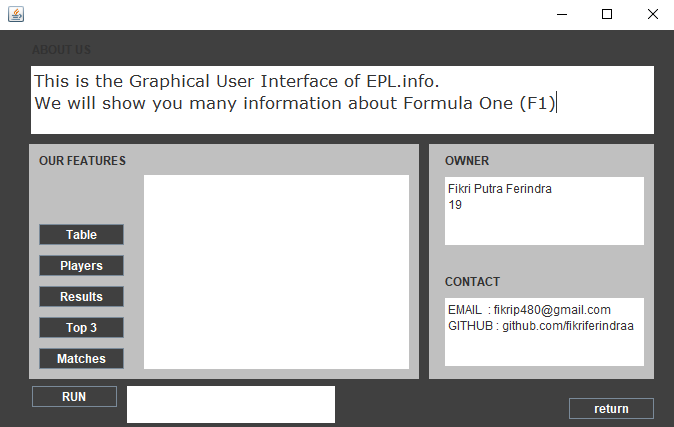 ABOUT US
This is the Graphical User Interface of EPL.info.
We will show you many information about Formula One (F1)
OUR FEATURES
Table
Players
Results
Top 3
Matches
OWNER
Fikri Putra Ferindra
19
CONTACT
EMAIL : fikrip480@gmail.com
GITHUB : github.com/fikriferindraa
RUN
return